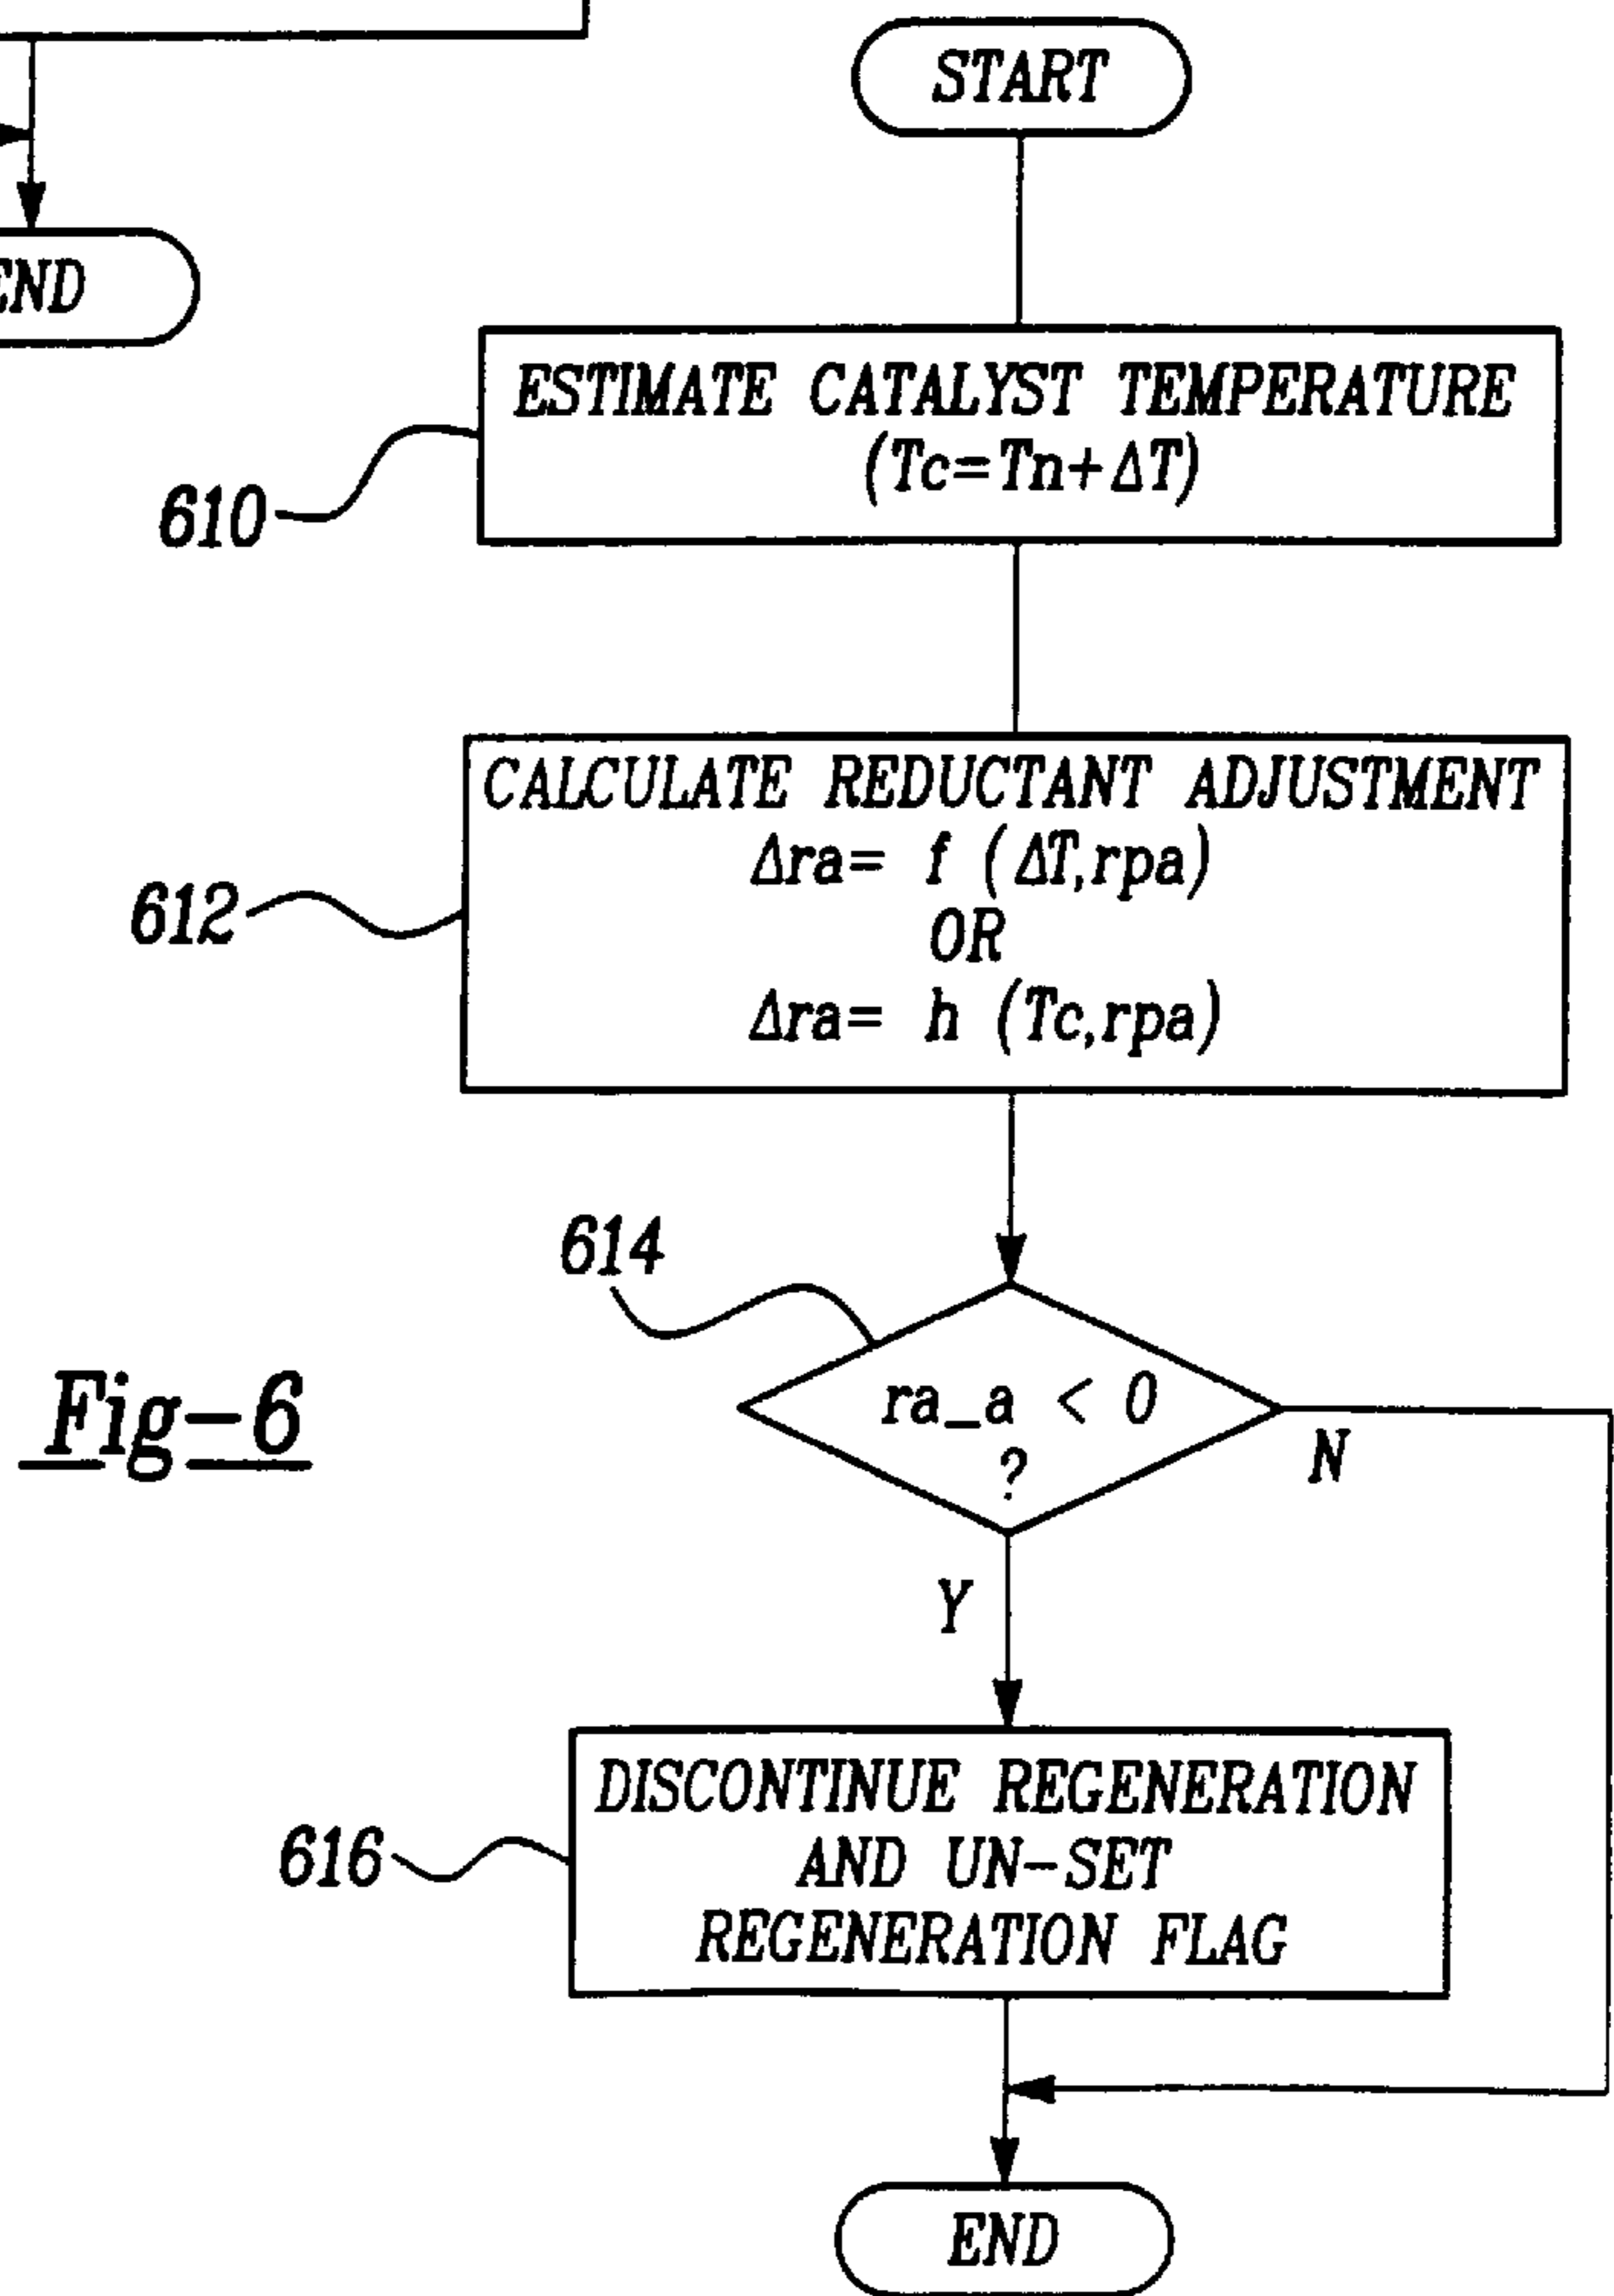 START
END
ESTIMATE CATALYST TEMPERATURE
(Tc=Tn+ΔT)
610
CALCULATE REDUCTANT ADJUSTMENT
Δra= f (ΔT,rpa)
OR
Δra= h (Tc,rpa)
612
614
ra_a < 0
?
N
Fig-6
Y
DISCONTINUE REGENERATION
AND UN-SET
REGENERATION FLAG
616
END